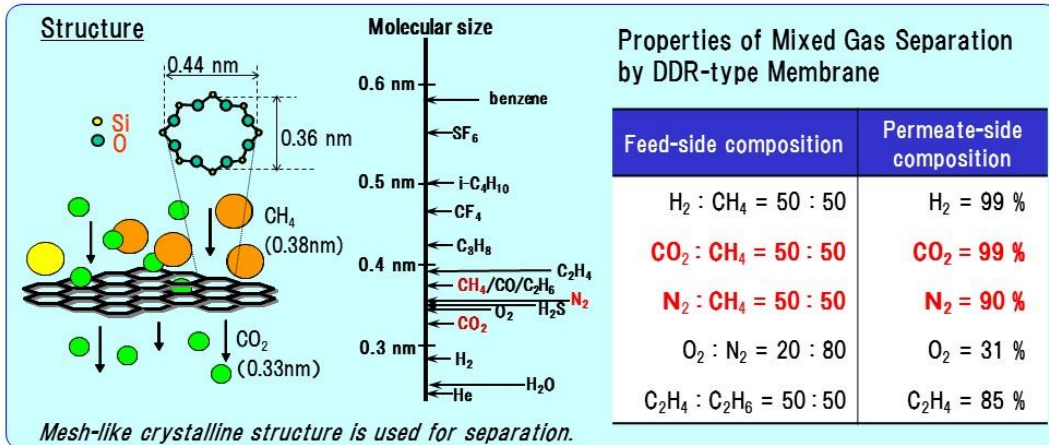 Structure
0.44 nm
0.36 nm
Si
O
CH₄
(0.38nm)
CO₂
(0.33nm)
Molecular size
0.6 nm
benzene
SF₆
0.5 nm
i-C₄H₁₀
CF₄
C₃H₈
0.4 nm
C₂H₄
CH₄/CO/C₂H₆
N₂
H₂S
O₂
CO₂
0.3 nm
H₂
H₂O
He
Properties of Mixed Gas Separation
by DDR-type Membrane
Feed-side composition
Permeate-side
composition
H₂ : CH₄ = 50 : 50
H₂ = 99 %
CO₂ : CH₄ = 50 : 50
CO₂ = 99 %
N₂ : CH₄ = 50 : 50
N₂ = 90 %
O₂ : N₂ = 20 : 80
O₂ = 31 %
C₂H₄ : C₂H₆ = 50 : 50
C₂H₄ = 85 %
Mesh-like crystalline structure is used for separation.